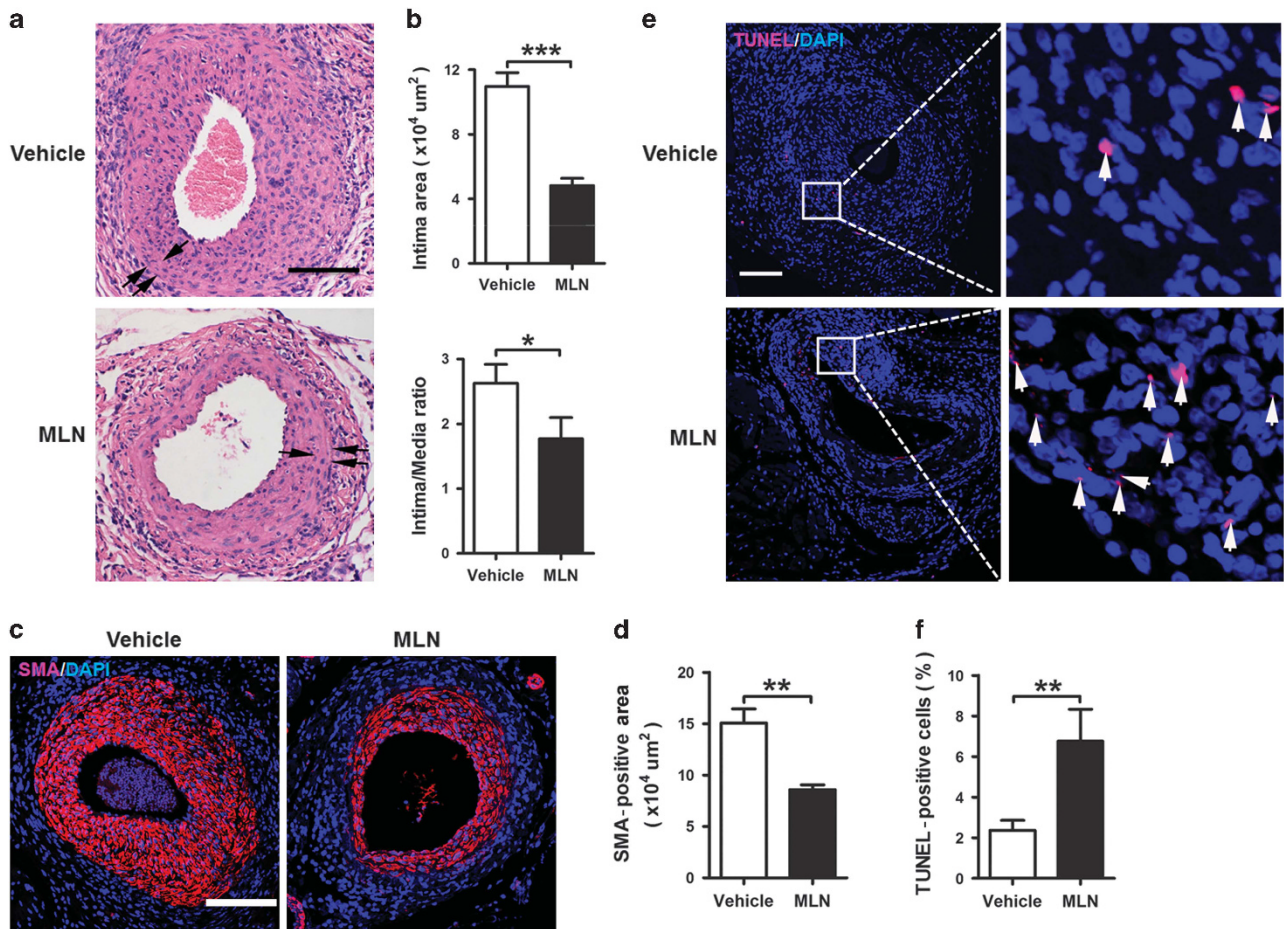 a
Vehicle
MLN
b
***
Intima area ( x10⁴ um²)
12
8
4
0
Vehicle MLN
*
Intima/Media ratio
3
2
1
0
Vehicle MLN
e
TUNEL/DAPI
Vehicle
MLN
c
Vehicle MLN
SMA/DAPI
d
**
SMA-positive area
( x10⁴ um²)
20
15
10
5
0
Vehicle MLN
f
**
TUNEL-positive cells ( % )
10
8
6
4
2
0
Vehicle MLN